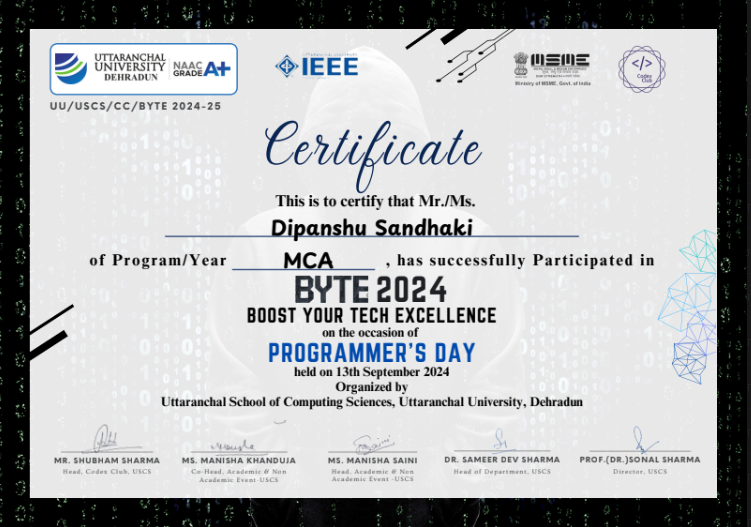 UTTARANCHAL
UNIVERSITY
DEHRADUN
NAAC
GRADE A+
IEEE
MSME
Ministry of MSME, Govt. of India
</>
Codex
Club
UU/USCS/CC/BYTE 2024-25
Certificate
This is to certify that Mr./Ms.
Dipanshu Sandhaki
of Program/Year MCA , has successfully Participated in
BYTE 2024
BOOST YOUR TECH EXCELLENCE
on the occasion of
PROGRAMMER'S DAY
held on 13th September 2024
Organized by
Uttaranchal School of Computing Sciences, Uttaranchal University, Dehradun
MR. SHUBHAM SHARMA
Head, Codex Club, USCS
MS. MANISHA KHANDUJA
Co-Head, Academic & Non
Academic Event -USCS
MS. MANISHA SAINI
Head, Academic & Non
Academic Event -USCS
DR. SAMEER DEV SHARMA
Head of Department, USCS
PROF.(DR.)SONAL SHARMA
Director, USCS